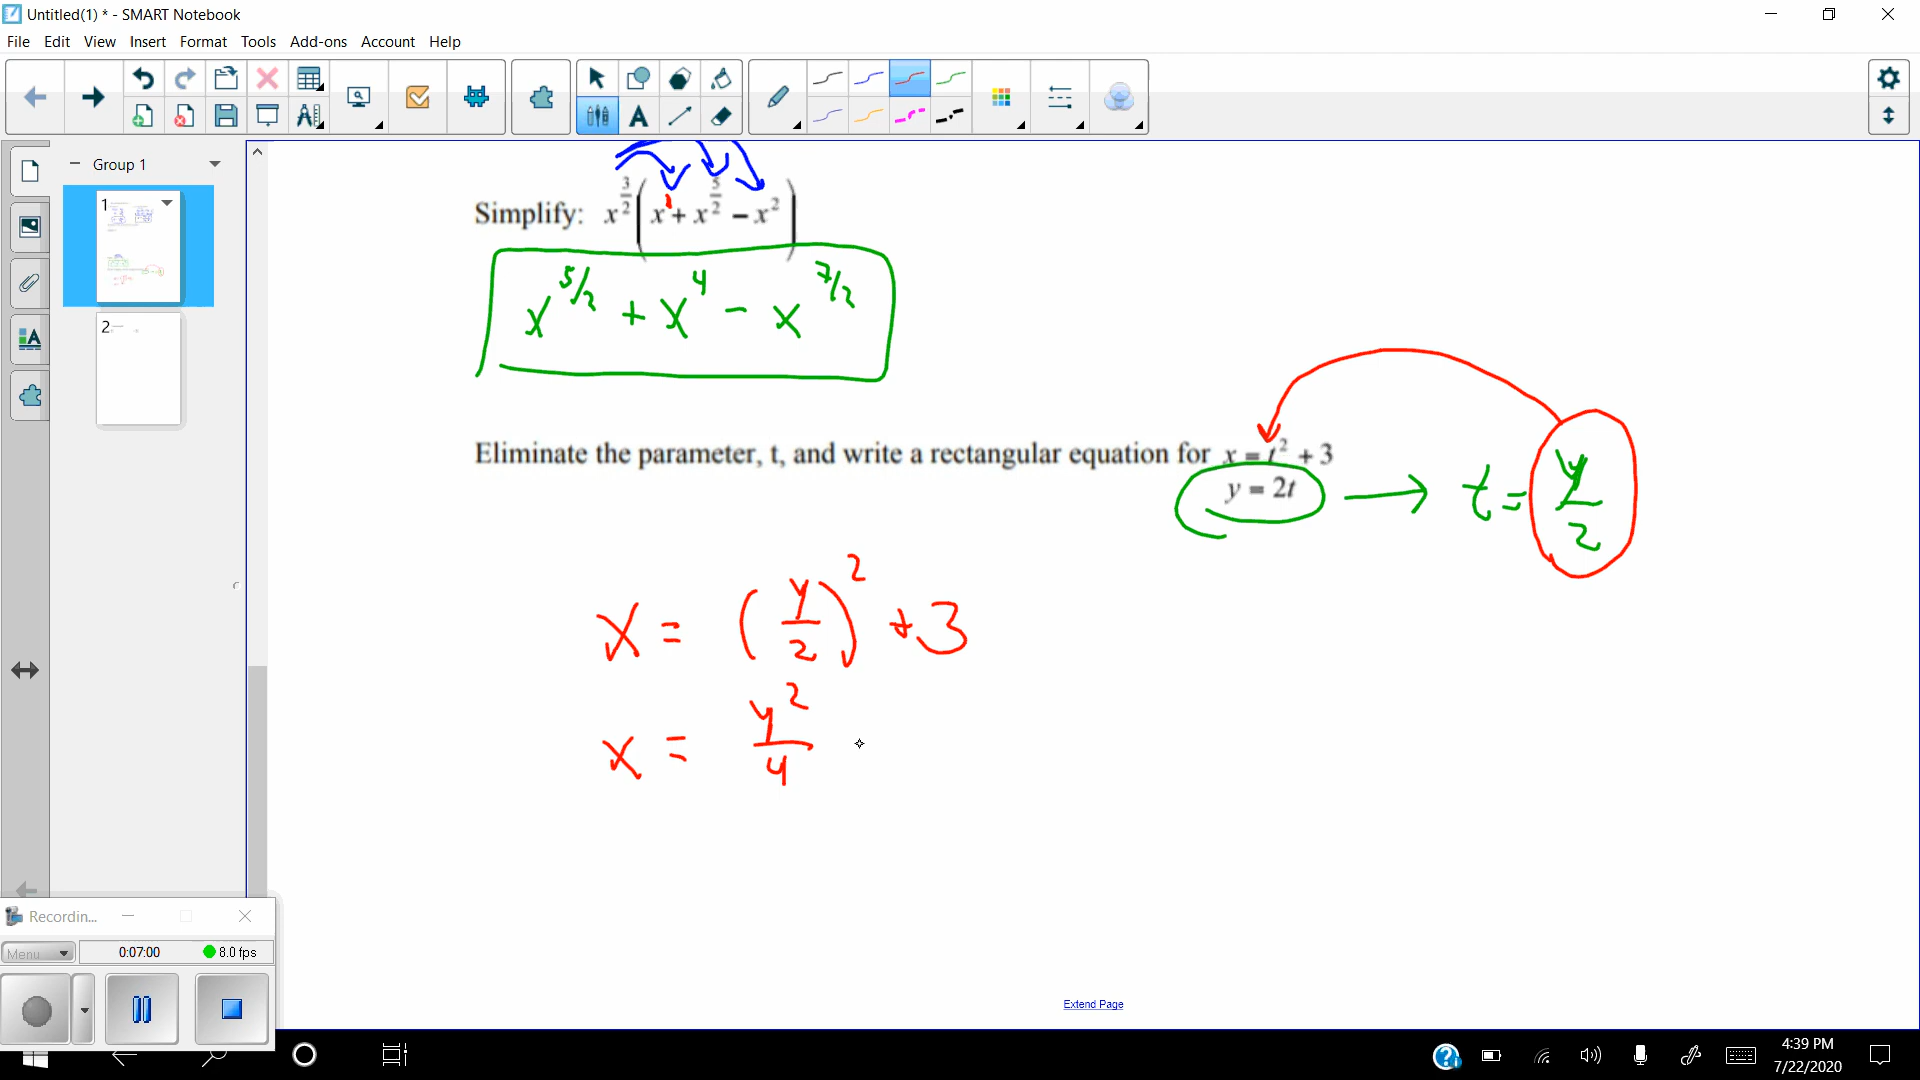 Untitled(1) * - SMART Notebook
File Edit View Insert Format Tools Add-ons Account Help
Group 1
1
2
Simplify: x^{3/2}(x^1 + x^{5/2} − x^2)
x^{5/2} + x^4 − x^{7/2}
Eliminate the parameter, t, and write a rectangular equation for x = t^2 + 3
y = 2t → t = y/2
x = (y/2)^2 + 3
x = y^2/4
Recordin...
Menu 0:07:00 8.0 fps
Extend Page
4:39 PM
7/22/2020